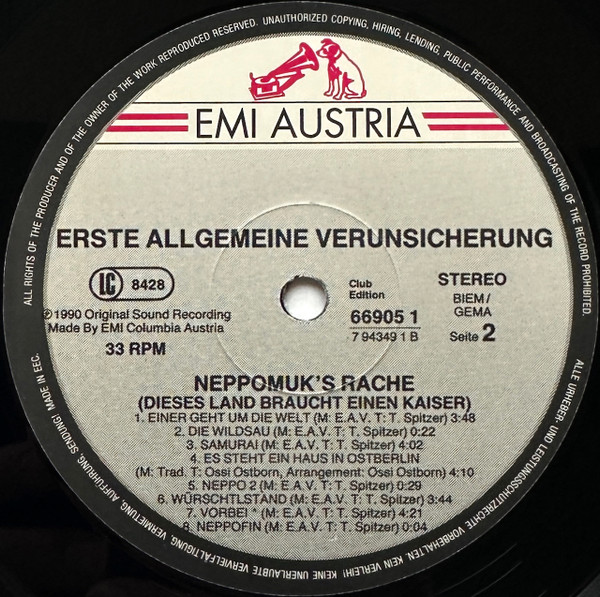 ALL RIGHTS OF THE PRODUCER AND OF THE OWNER OF THE WORK REPRODUCED RESERVED. UNAUTHORIZED COPYING, HIRING, LENDING, PUBLIC PERFORMANCE AND BROADCASTING OF THE RECORD PROHIBITED.
EMI AUSTRIA
ERSTE ALLGEMEINE VERUNSICHERUNG
LC 8428
℗1990 Original Sound Recording
Made By EMI Columbia Austria
33 RPM
Club
Edition
66905 1
7 94349 1 B
STEREO
BIEM/
GEMA
Seite 2
NEPPOMUK'S RACHE
(DIESES LAND BRAUCHT EINEN KAISER)
1. EINER GEHT UM DIE WELT (M: E.A.V. T: T. Spitzer) 3:48
2. DIE WILDSAU (M: E.A.V. T: T. Spitzer) 0:22
3. SAMURAI (M: E.A.V. T: T. Spitzer) 4:02
4. ES STEHT EIN HAUS IN OSTBERLIN
(M: Trad. T: Ossi Ostborn, Arrangement: Ossi Ostborn) 4:10
5. NEPPO 2 (M: E.A.V. T: T. Spitzer) 0:29
6. WÜRSCHTLSTAND (M: E.A.V. T: T. Spitzer) 3:44
7. VORBEI * (M: E.A.V. T: T. Spitzer) 4:21
8. NEPPOFIN (M: E.A.V. T: T. Spitzer) 0:04
MADE IN EEC.
ALLE URHEBER- UND LEISTUNGSSCHUTZRECHTE VORBEHALTEN. KEIN VERLEIH! KEINE UNERLAUBTE VERVIELFÄLTIGUNG, VERMIETUNG, AUFFÜHRUNG, SENDUNG!